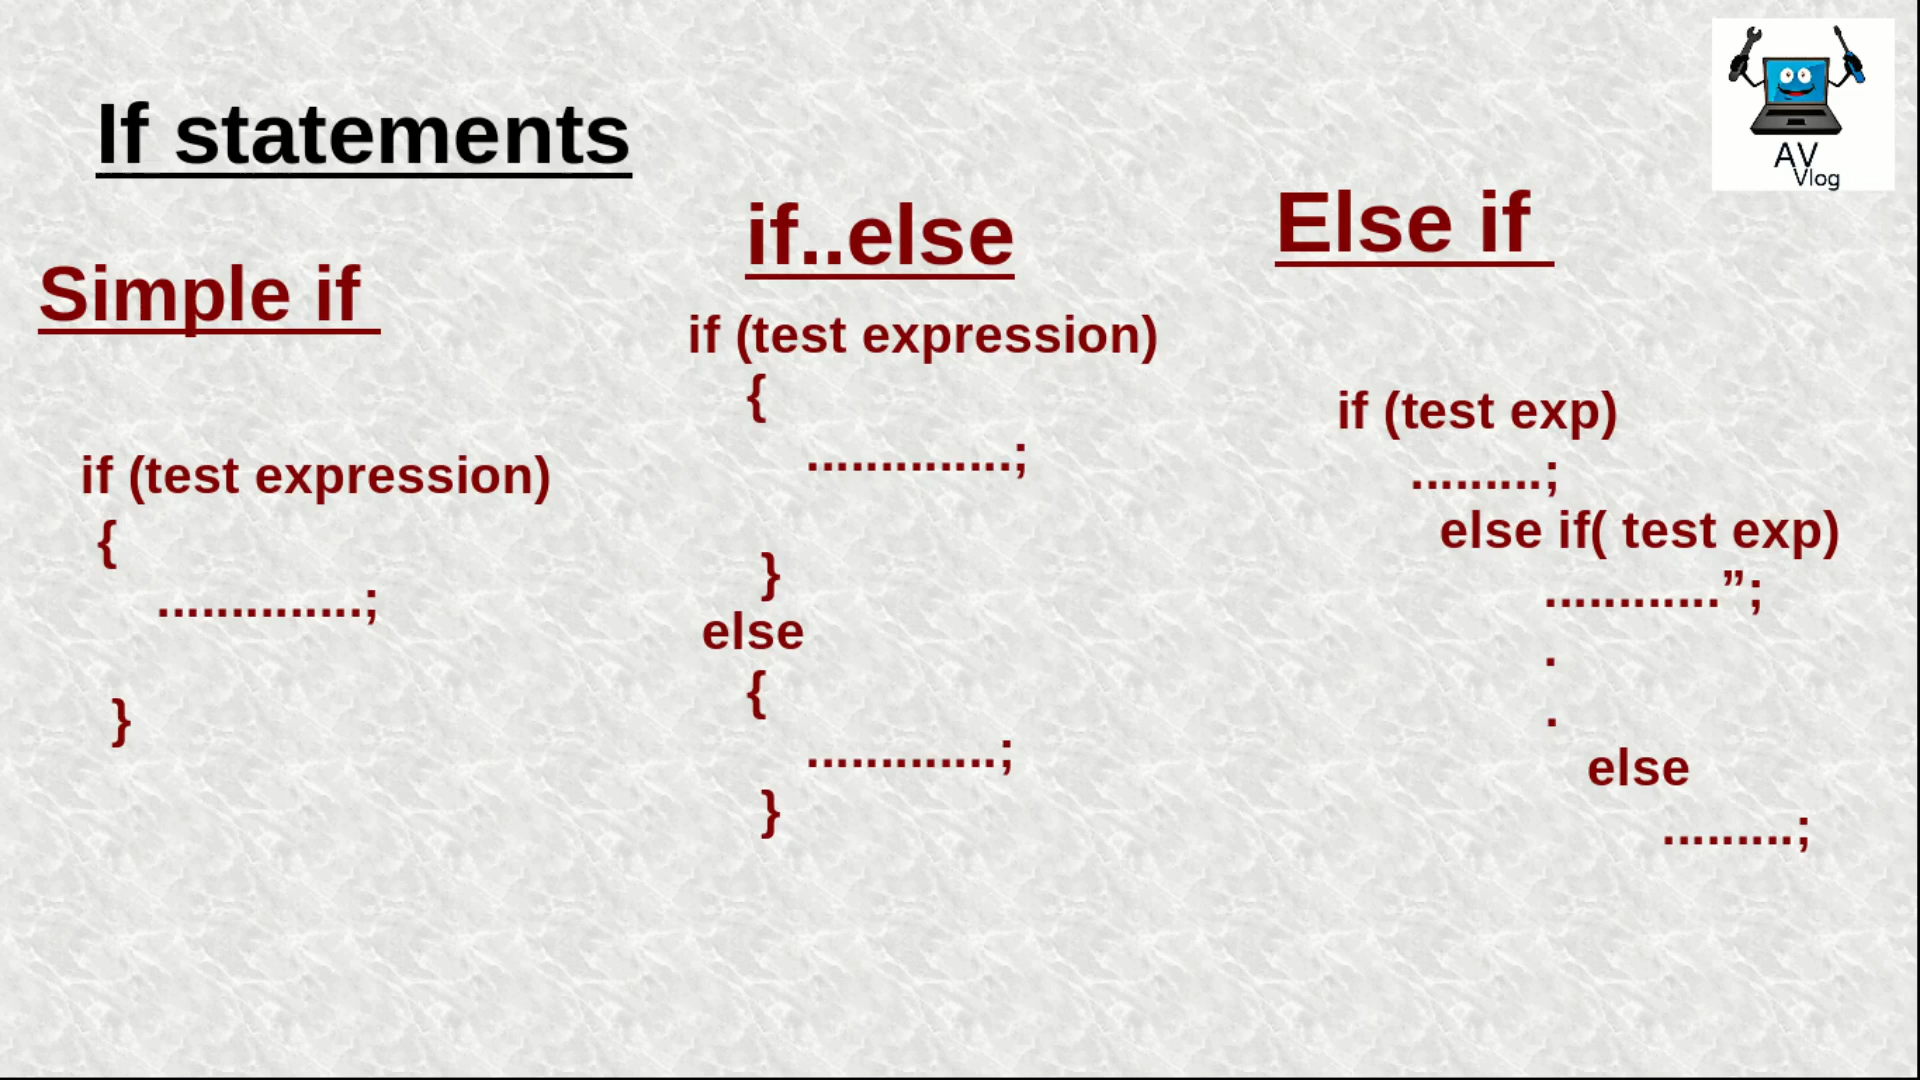 If statements
Simple if
if (test expression)
{
..............;
}
if..else
if (test expression)
{
..............;
}
else
{
.............;
}
Else if
if (test exp)
.........;
else if( test exp)
............”;
.
.
else
.........;
AV
Vlog